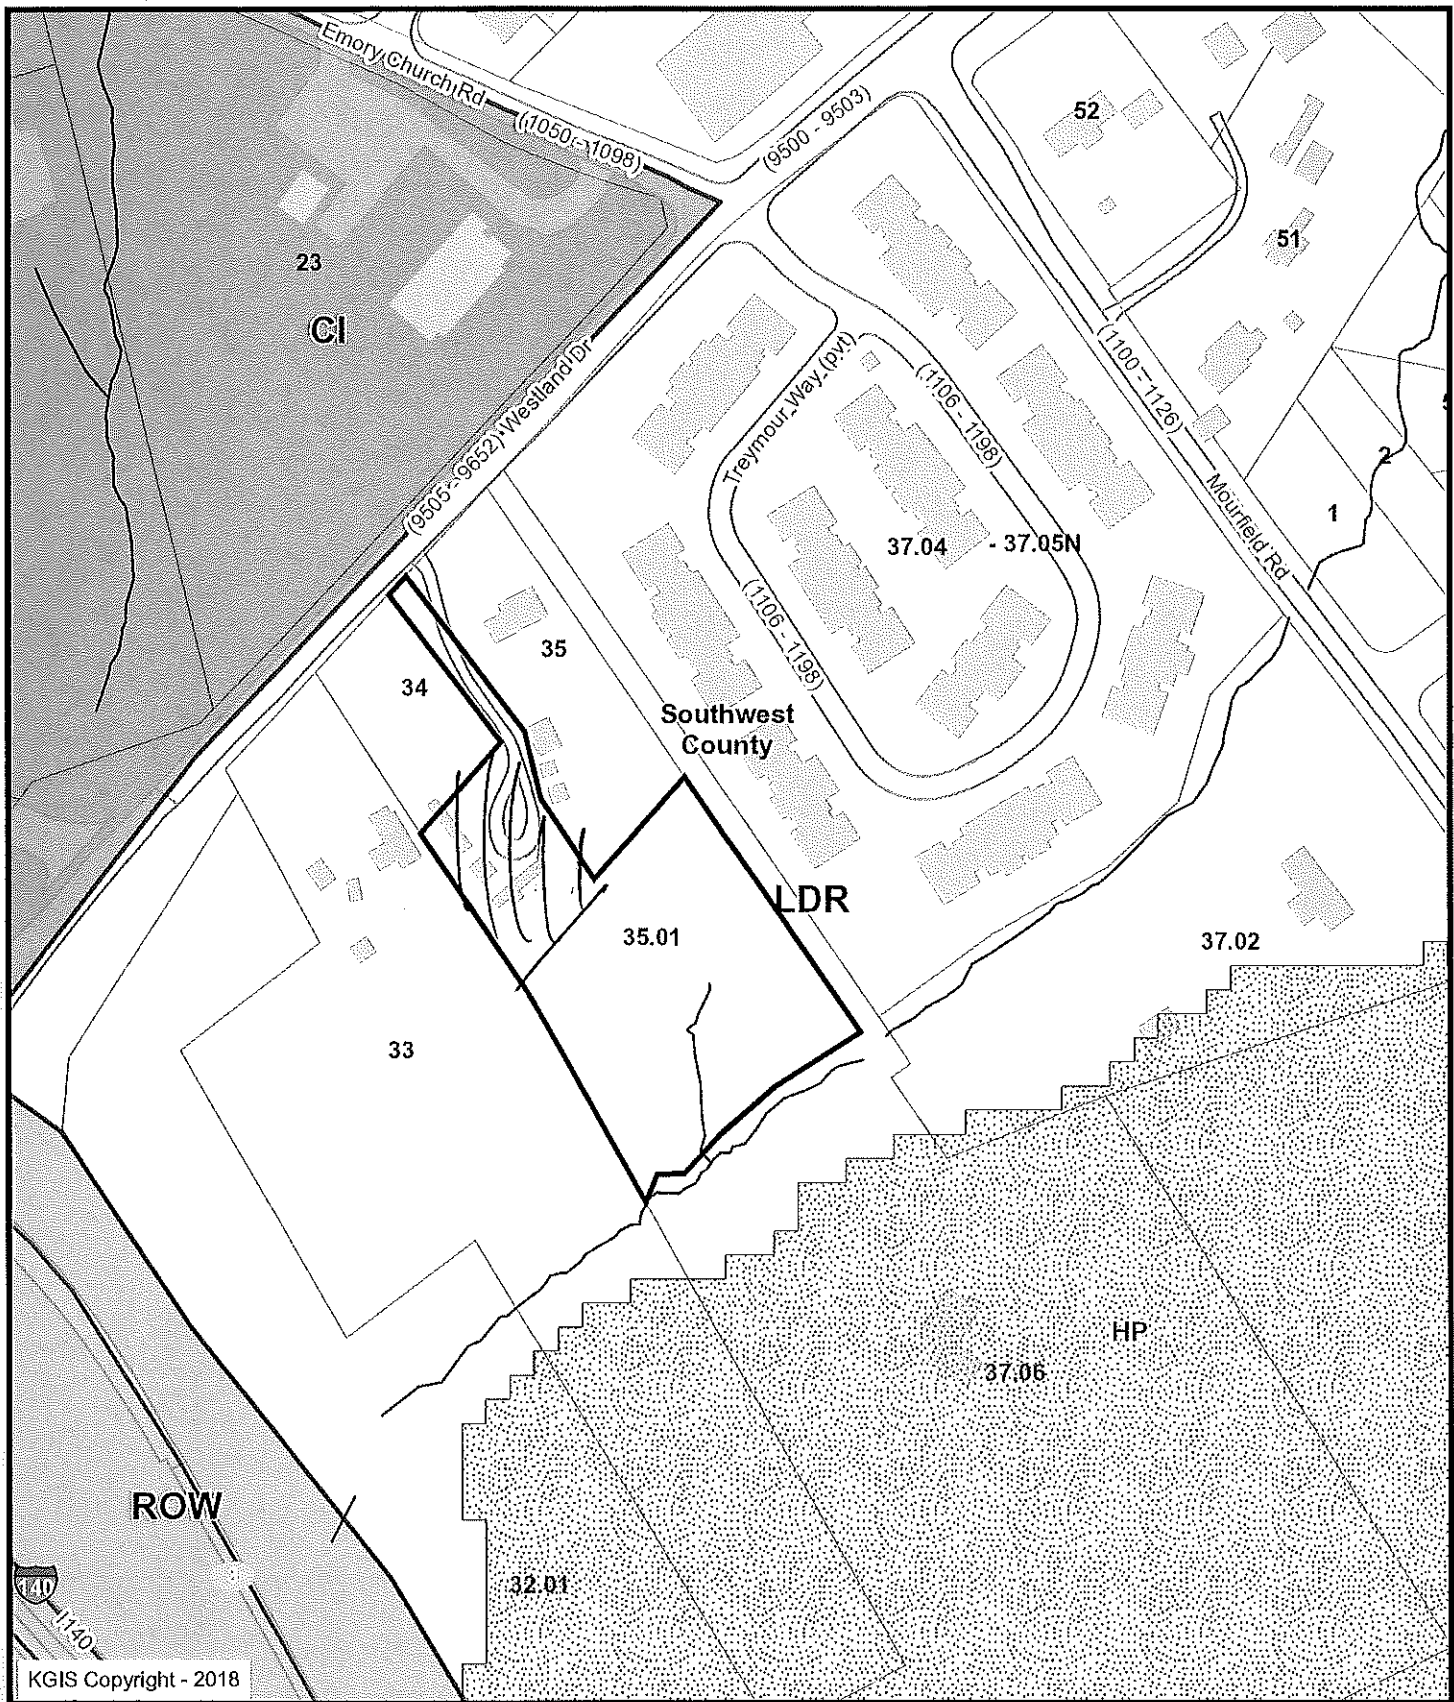 Emory Church Rd
(1050 - 1098)
(9500 - 9503)
52
23
51
CI
(9505 - 9652) Westland Dr
Treymour Way (pvt)
(1106 - 1198)
(1100 - 1126)
2
1
Mourfield Rd
37.04 - 37.05N
(1106 - 1198)
35
34
Southwest
County
LDR
35.01
37.02
33
HP
37.06
ROW
32.01
140
I 140
KGIS Copyright - 2018